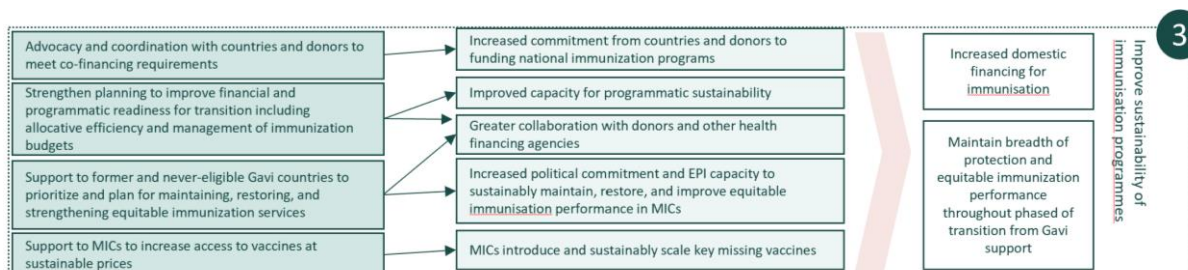 Advocacy and coordination with countries and donors to
meet co-financing requirements
Strengthen planning to improve financial and
programmatic readiness for transition including
allocative efficiency and management of immunization
budgets
Support to former and never-eligible Gavi countries to
prioritize and plan for maintaining, restoring, and
strengthening equitable immunization services
Support to MICs to increase access to vaccines at
sustainable prices
Increased commitment from countries and donors to
funding national immunization programs
Improved capacity for programmatic sustainability
Greater collaboration with donors and other health
financing agencies
Increased political commitment and EPI capacity to
sustainably maintain, restore, and improve equitable
immunisation performance in MICs
MICs introduce and sustainably scale key missing vaccines
Increased domestic
financing for
immunisation
Maintain breadth of
protection and
equitable immunization
performance
throughout phased of
transition from Gavi
support
Improve sustainability of
immunisation programmes
3